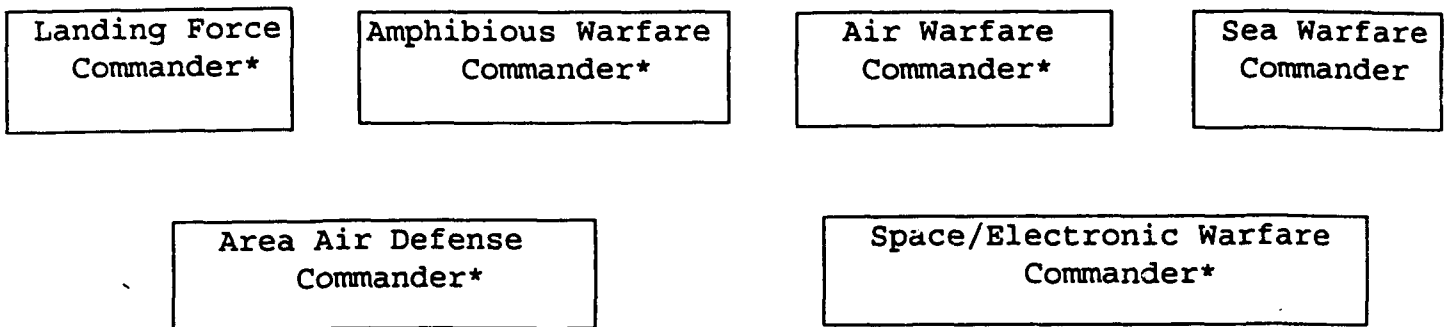 Landing Force
Commander*
Amphibious Warfare
Commander*
Air Warfare
Commander*
Sea Warfare
Commander
Area Air Defense
Commander*
Space/Electronic Warfare
Commander*